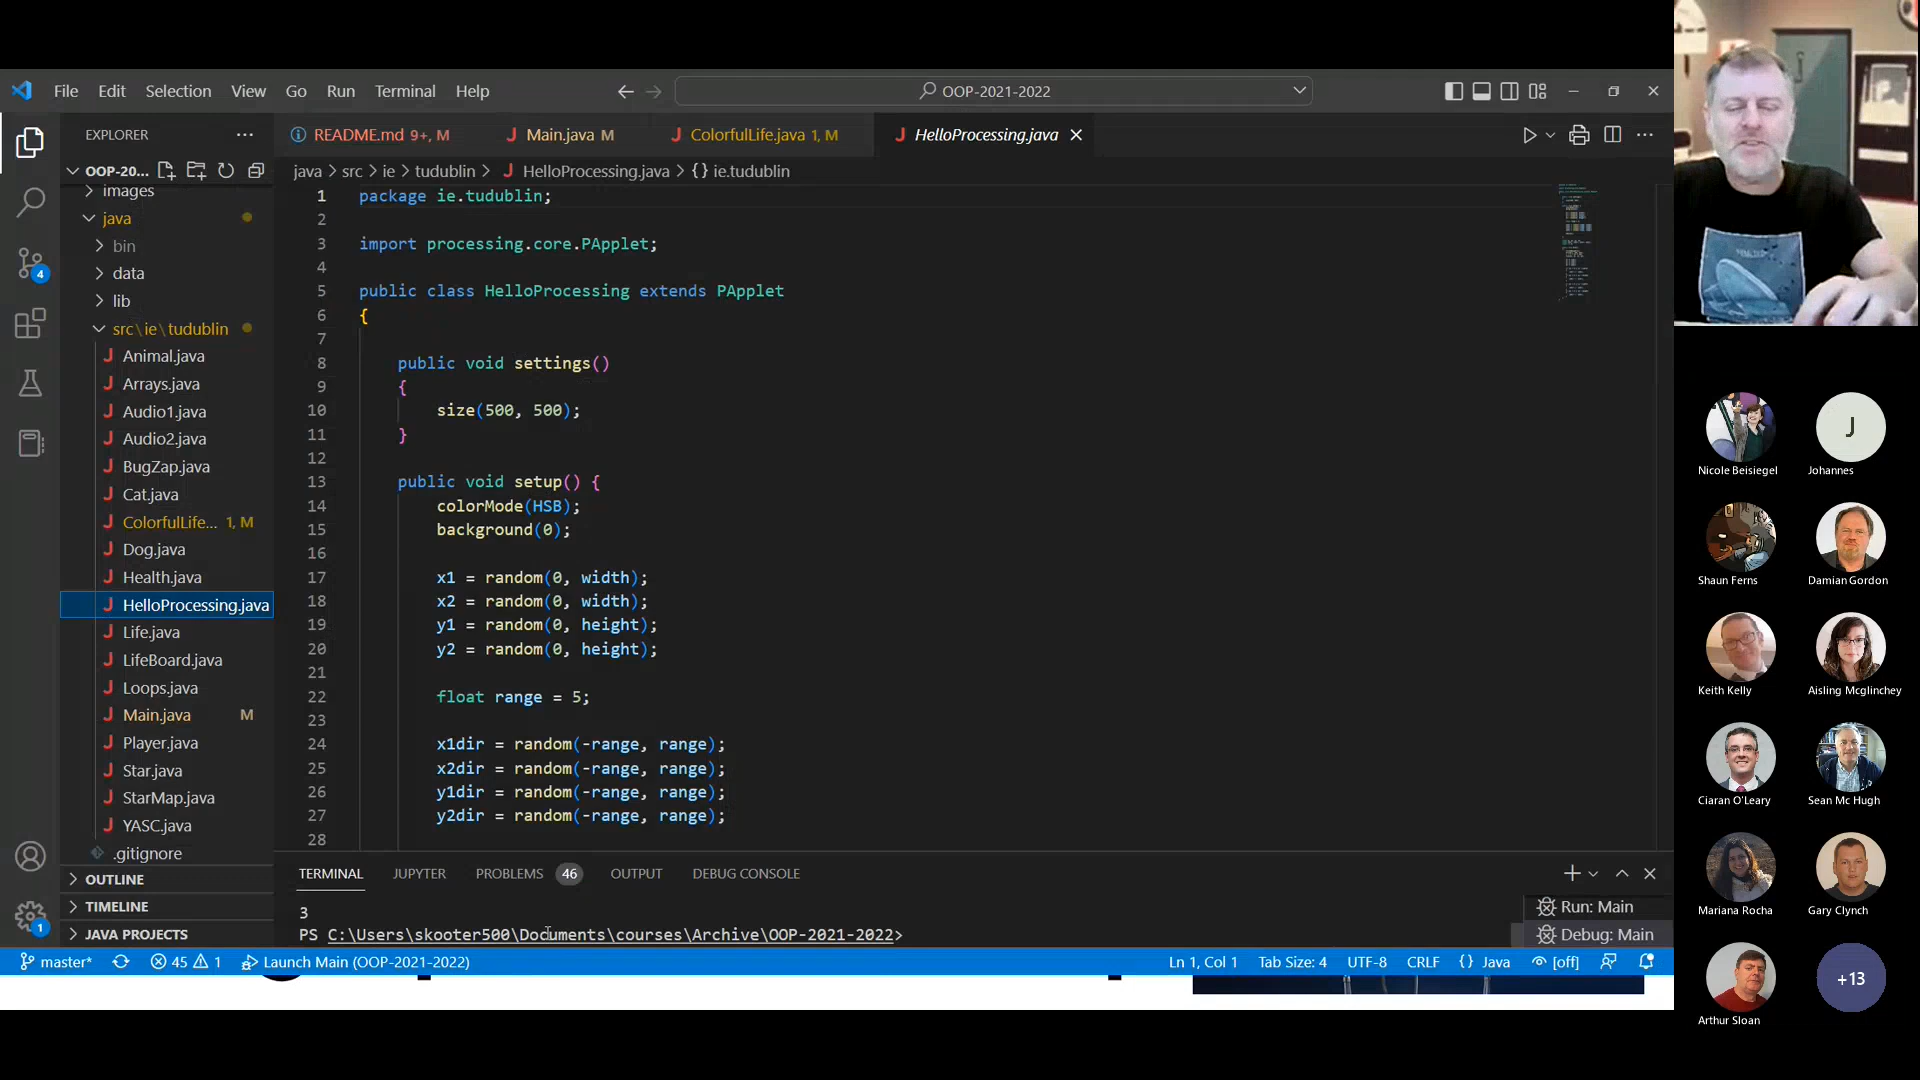 File Edit Selection View Go Run Terminal Help
OOP-2021-2022
EXPLORER
OOP-20...
images
java
bin
data
lib
src\ie\tudublin
Animal.java
Arrays.java
Audio1.java
Audio2.java
BugZap.java
Cat.java
ColorfulLife... 1, M
Dog.java
Health.java
HelloProcessing.java
Life.java
LifeBoard.java
Loops.java
Main.java M
Player.java
Star.java
StarMap.java
YASC.java
.gitignore
OUTLINE
TIMELINE
JAVA PROJECTS
4
1
README.md 9+, M
Main.java M
ColorfulLife.java 1, M
HelloProcessing.java
java > src > ie > tudublin > HelloProcessing.java > {} ie.tudublin
1 package ie.tudublin;
2
3 import processing.core.PApplet;
4
5 public class HelloProcessing extends PApplet
6 {
7
8 public void settings()
9 {
10 size(500, 500);
11 }
12
13 public void setup() {
14 colorMode(HSB);
15 background(0);
16
17 x1 = random(0, width);
18 x2 = random(0, width);
19 y1 = random(0, height);
20 y2 = random(0, height);
21
22 float range = 5;
23
24 x1dir = random(-range, range);
25 x2dir = random(-range, range);
26 y1dir = random(-range, range);
27 y2dir = random(-range, range);
28
TERMINAL JUPYTER PROBLEMS 46 OUTPUT DEBUG CONSOLE
3
PS C:\Users\skooter500\Documents\courses\Archive\OOP-2021-2022>
Run: Main
Debug: Main
master* 45 1 Launch Main (OOP-2021-2022) Ln 1, Col 1 Tab Size: 4 UTF-8 CRLF {} Java [off]
Nicole Beisiegel
J
Johannes
Shaun Ferns
Damian Gordon
Keith Kelly
Aisling Mcglinchey
Ciaran O'Leary
Sean Mc Hugh
Mariana Rocha
Gary Clynch
Arthur Sloan
+13